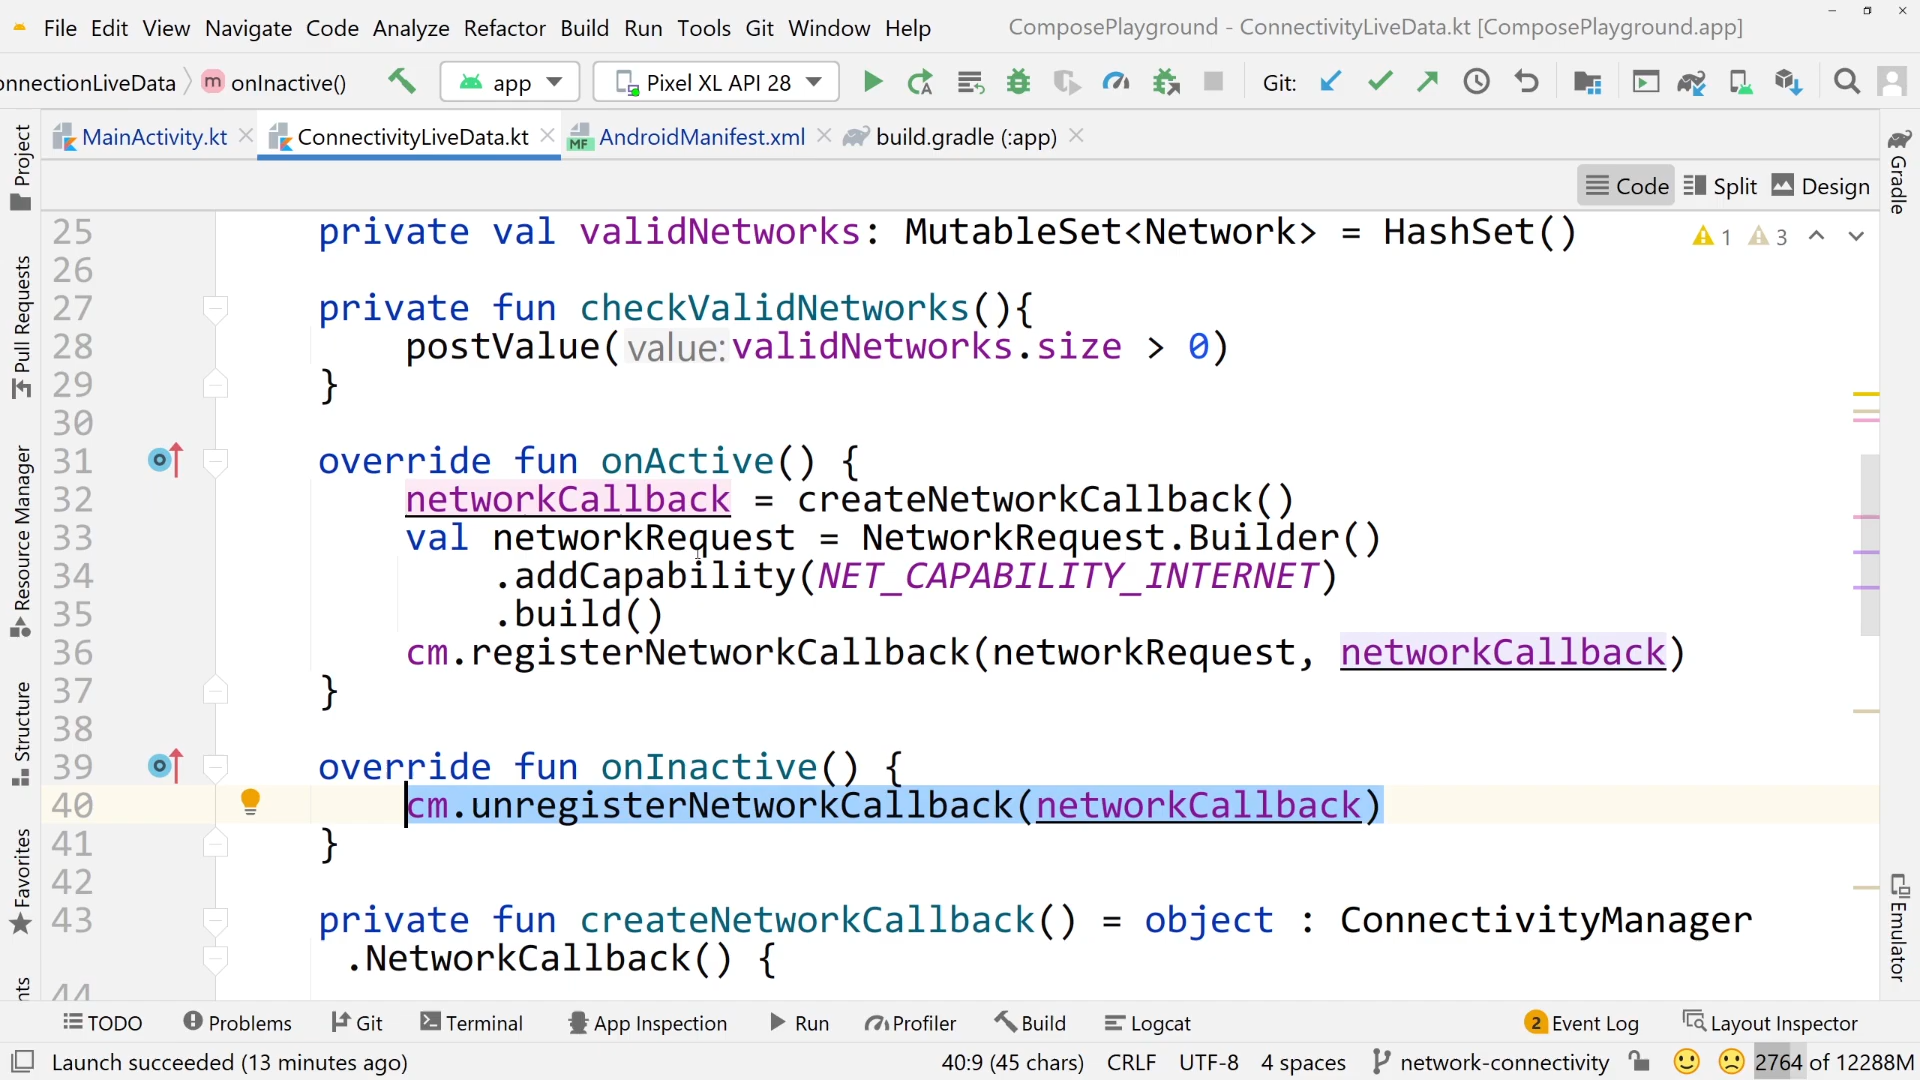 File Edit View Navigate Code Analyze Refactor Build Run Tools Git Window Help ComposePlayground - ConnectivityLiveData.kt [ComposePlayground.app]
onnectionLiveData m onInactive() app Pixel XL API 28 Git:
MainActivity.kt ConnectivityLiveData.kt MF AndroidManifest.xml build.gradle (:app)
Code Split Design
Project
Pull Requests
Resource Manager
Structure
Favorites
nts
Gradle
Emulator
1 3
25 private val validNetworks: MutableSet<Network> = HashSet()
26
27 private fun checkValidNetworks(){
28 postValue( value: validNetworks.size > 0)
29 }
30
31 override fun onActive() {
32 networkCallback = createNetworkCallback()
33 val networkRequest = NetworkRequest.Builder()
34 .addCapability(NET_CAPABILITY_INTERNET)
35 .build()
36 cm.registerNetworkCallback(networkRequest, networkCallback)
37 }
38
39 override fun onInactive() {
40 cm.unregisterNetworkCallback(networkCallback)
41 }
42
43 private fun createNetworkCallback() = object : ConnectivityManager
.NetworkCallback() {
44
TODO Problems Git Terminal App Inspection Run Profiler Build Logcat 2 Event Log Layout Inspector
Launch succeeded (13 minutes ago) 40:9 (45 chars) CRLF UTF-8 4 spaces network-connectivity 2764 of 12288M